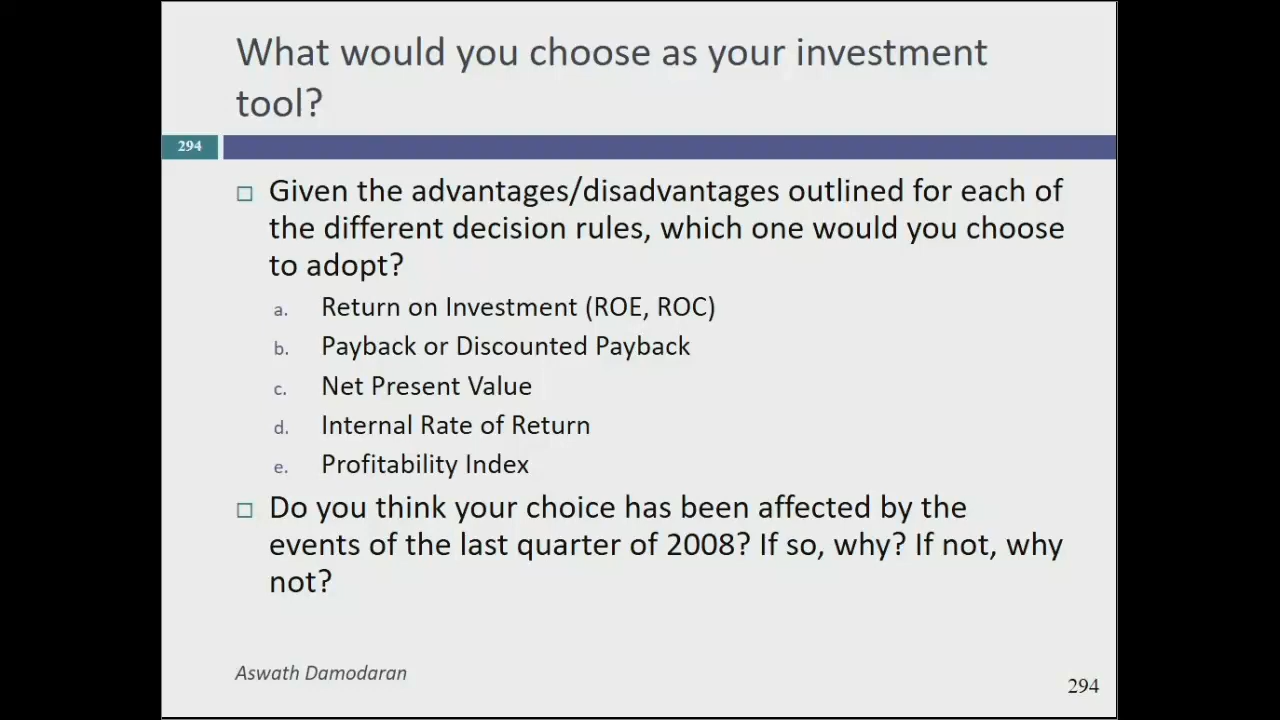 What would you choose as your investment
tool?
294
Given the advantages/disadvantages outlined for each of
the different decision rules, which one would you choose
to adopt?
a. Return on Investment (ROE, ROC)
b. Payback or Discounted Payback
c. Net Present Value
d. Internal Rate of Return
e. Profitability Index
Do you think your choice has been affected by the
events of the last quarter of 2008? If so, why? If not, why
not?
Aswath Damodaran
294